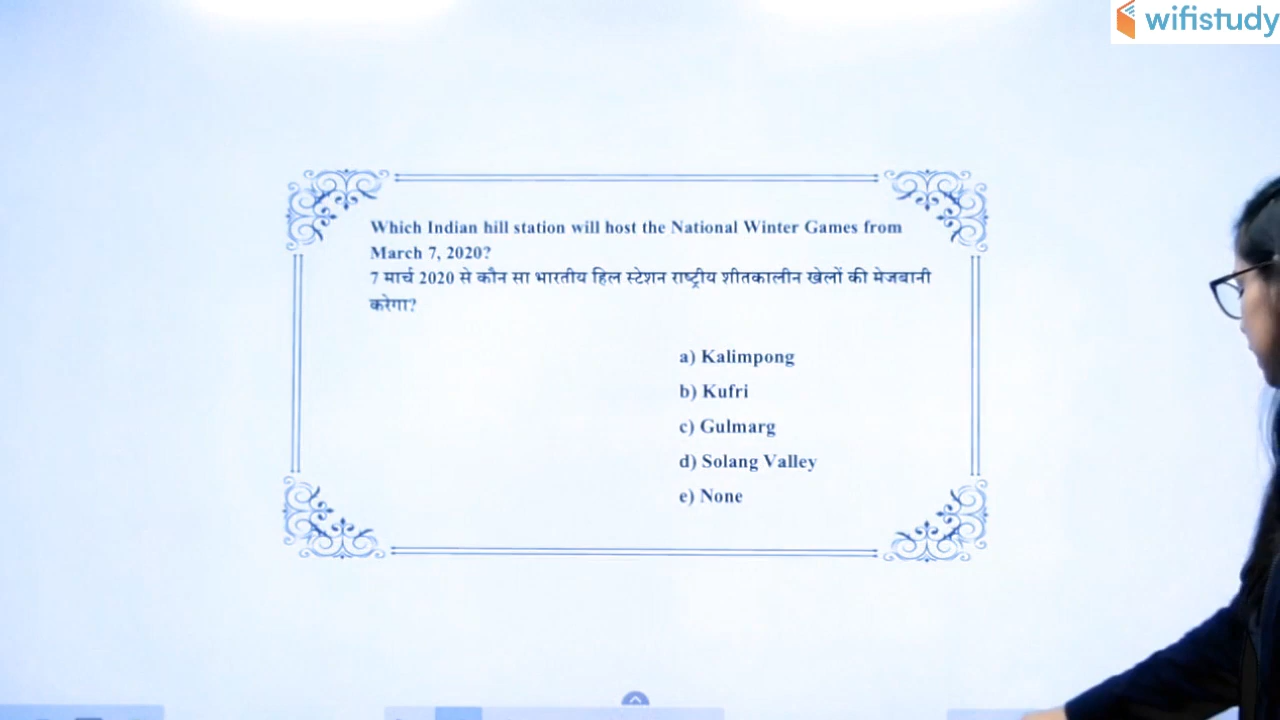 wifistudy
Which Indian hill station will host the National Winter Games from
March 7, 2020?
7 मार्च 2020 से कौन सा भारतीय हिल स्टेशन राष्ट्रीय शीतकालीन खेलों की मेजबानी
करेगा?
a) Kalimpong
b) Kufri
c) Gulmarg
d) Solang Valley
e) None